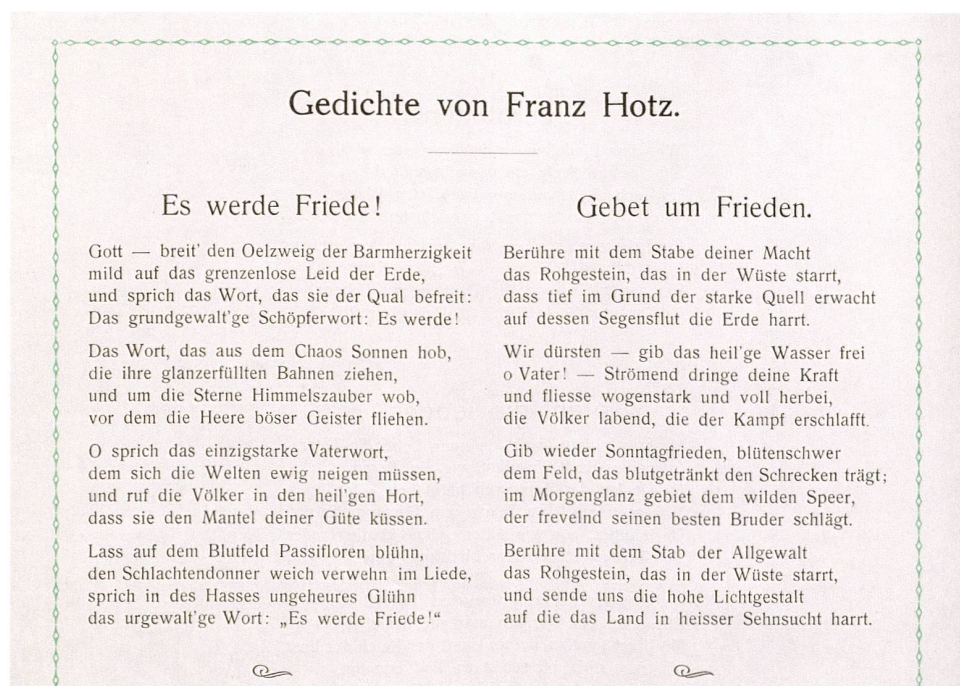 Gedichte von Franz Hotz.
Es werde Friede!
Gott — breit' den Oelzweig der Barmherzigkeit
mild auf das grenzenlose Leid der Erde,
und sprich das Wort, das sie der Qual befreit:
Das grundgewalt'ge Schöpferwort: Es werde!
Das Wort, das aus dem Chaos Sonnen hob,
die ihre glanzerfüllten Bahnen ziehen,
und um die Sterne Himmelszauber wob,
vor dem die Heere böser Geister fliehen.
O sprich das einzigstarke Vaterwort,
dem sich die Welten ewig neigen müssen,
und ruf die Völker in den heil'gen Hort,
dass sie den Mantel deiner Güte küssen.
Lass auf dem Blutfeld Passifloren blühn,
den Schlachtendonner weich verwehn im Liede,
sprich in des Hasses ungeheures Glühn
das urgewalt'ge Wort: „Es werde Friede!“
Gebet um Frieden.
Berühre mit dem Stabe deiner Macht
das Rohgestein, das in der Wüste starrt,
dass tief im Grund der starke Quell erwacht
auf dessen Segensflut die Erde harrt.
Wir dürsten — gib das heil'ge Wasser frei
o Vater! — Strömend dringe deine Kraft
und fliesse wogenstark und voll herbei,
die Völker labend, die der Kampf erschlafft.
Gib wieder Sonntagfrieden, blütenschwer
dem Feld, das blutgetränkt den Schrecken trägt;
im Morgenglanz gebiet dem wilden Speer,
der frevelnd seinen besten Bruder schlägt.
Berühre mit dem Stab der Allgewalt
das Rohgestein, das in der Wüste starrt,
und sende uns die hohe Lichtgestalt
auf die das Land in heisser Sehnsucht harrt.